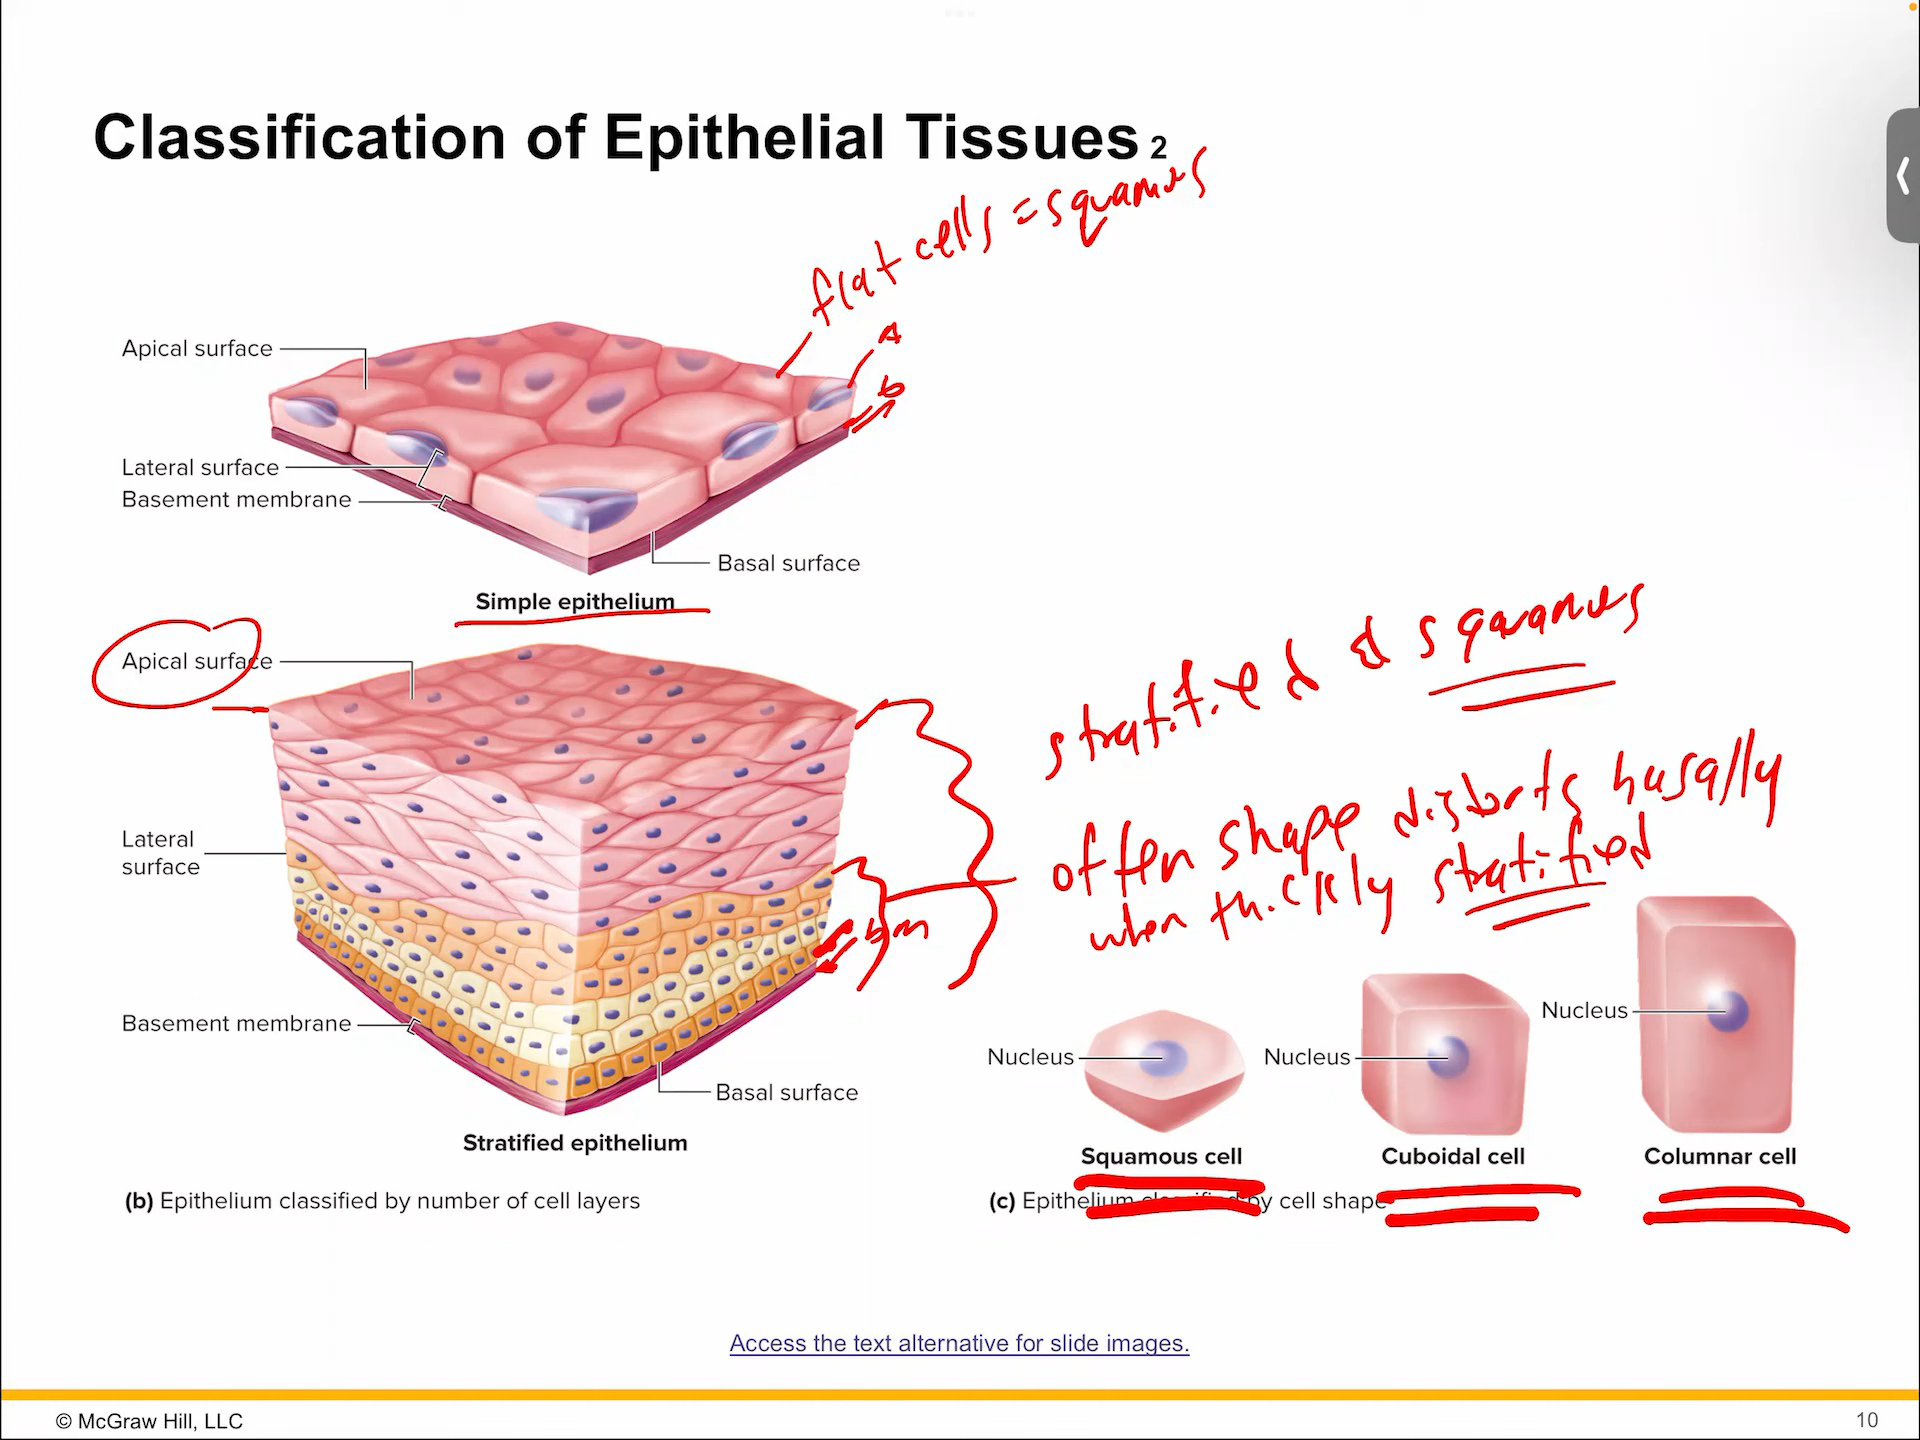 Classification of Epithelial Tissues 2
flat cells = squamous
Apical surface
a
b
Lateral surface
Basement membrane
Basal surface
Simple epithelium
Apical surface
stratified & squamous
often shape distorts basally
when thickly stratified
Lateral
surface
bm
Basement membrane
Basal surface
Stratified epithelium
(b) Epithelium classified by number of cell layers
Nucleus
Nucleus
Nucleus
Squamous cell
Cuboidal cell
Columnar cell
(c) Epithelium classified by cell shape
Access the text alternative for slide images.
© McGraw Hill, LLC
10